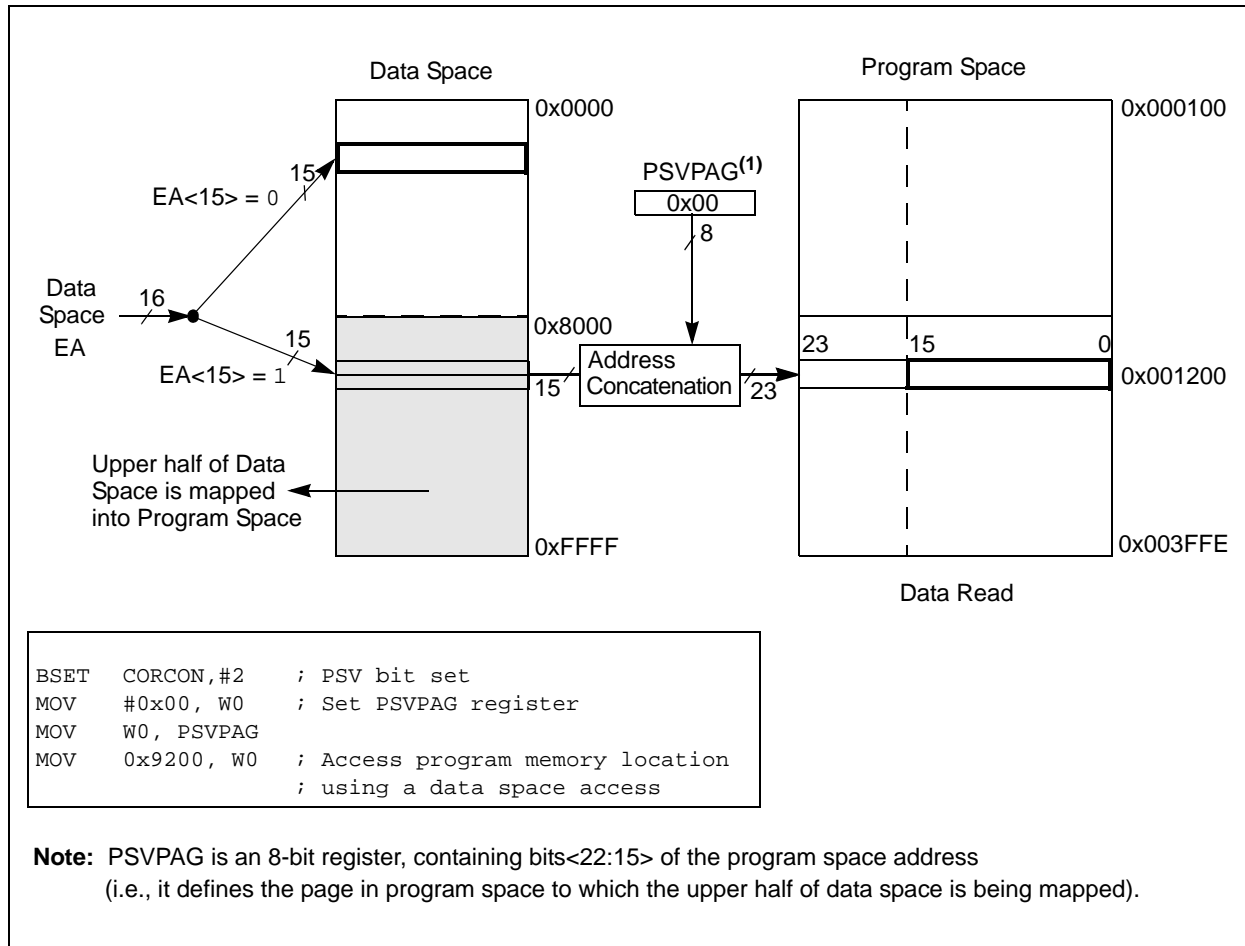 Data Space
Program Space
0x0000
0x000100
15
PSVPAG(1)
EA<15> = 0
0x00
8
Data
Space
EA
16
0x8000
15
23
15
0
EA<15> = 1
15
Address
Concatenation
23
0x001200
Upper half of Data
Space is mapped
into Program Space
0xFFFF
0x003FFE
Data Read
BSET CORCON,#2 ; PSV bit set
MOV #0x00, W0 ; Set PSVPAG register
MOV W0, PSVPAG
MOV 0x9200, W0 ; Access program memory location
; using a data space access
Note: PSVPAG is an 8-bit register, containing bits<22:15> of the program space address
(i.e., it defines the page in program space to which the upper half of data space is being mapped).